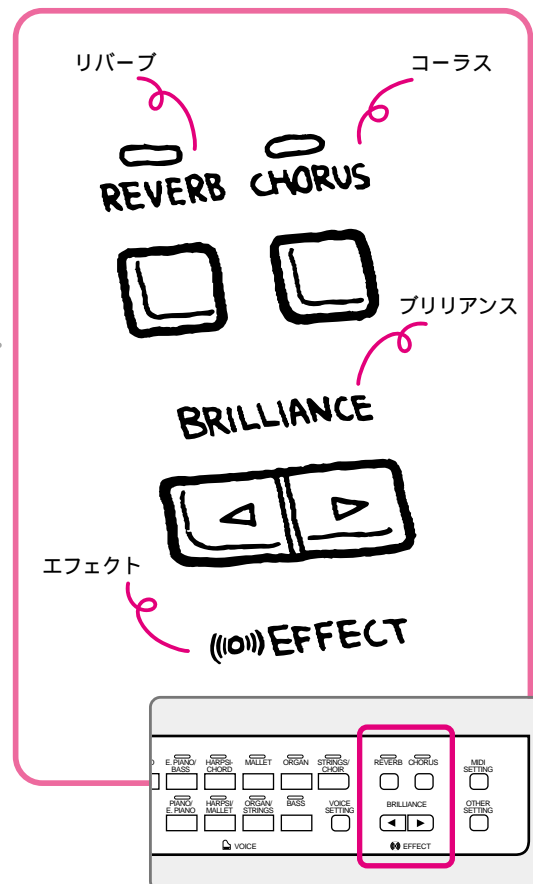 リバーブ
コーラス
REVERB CHORUS
ブリリアンス
BRILLIANCE
エフェクト
EFFECT
E. PIANO/
BASS
HARPSI-
CHORD
MALLET
ORGAN
STRINGS/
CHOIR
REVERB CHORUS
MIDI
SETTING
PIANO/
E. PIANO
HARPSI/
MALLET
ORGAN/
STRINGS
BASS
VOICE
SETTING
BRILLIANCE
OTHER
SETTING
VOICE
EFFECT